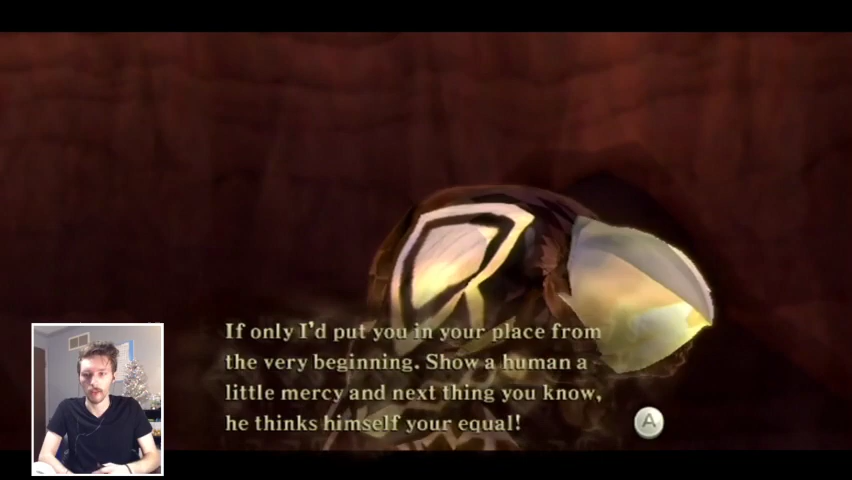 If only I'd put you in your place from
the very beginning. Show a human a
little mercy and next thing you know,
he thinks himself your equal!
A